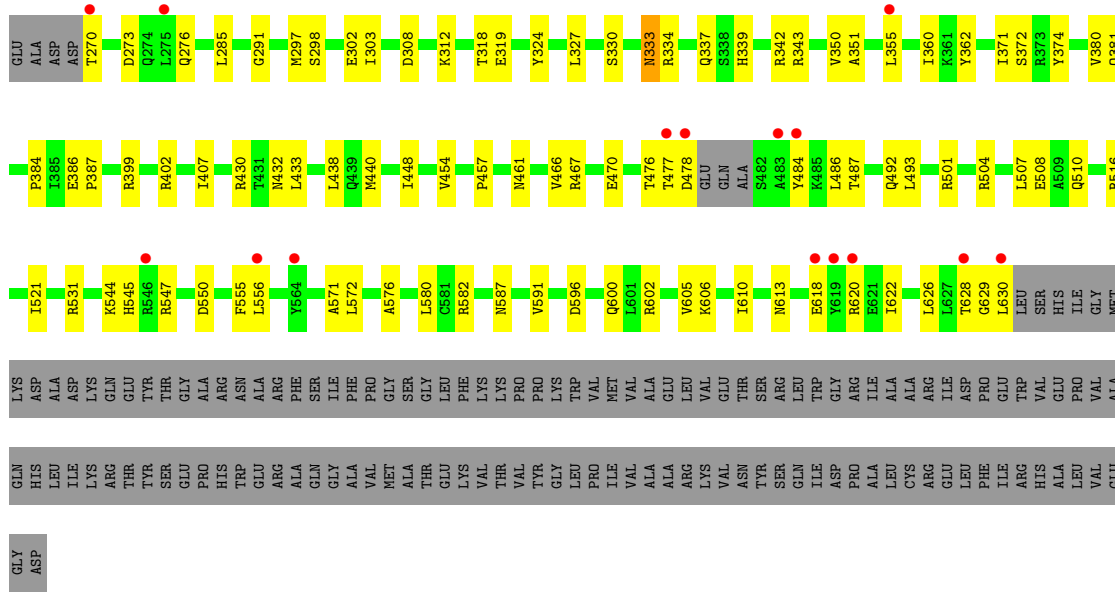 GLU ALA ASP ASP T270 D273 Q274 L275 Q276 L285 G291 M297 S298 E302 I303 D308 K312 T318 E319 Y324 L327 S330 N333 R334 Q337 S338 H339 R342 R343 V350 A351 L355 I360 K361 Y362 I371 S372 R373 Y374 V380 Q381
P384 I385 E386 P387 R399 R402 I407 R430 T431 N432 L433 L438 Q439 M440 I448 V454 P457 N461 V466 R467 E470 T476 T477 D478 GLU GLN ALA S482 A483 Y484 K485 L486 T487 Q492 L493 R501 R504 L507 E508 A509 Q510
I521 R531 K544 H545 R546 R547 D550 F555 L556 Y564 A571 L572 A576 L580 C581 R582 N587 V591 D596 Q600 L601 R602 V605 K606 I610 N613 E618 Y619 R620 E621 I622 L626 L627 T628 G629 L630 LEU SER HIS ILE GLY MET
LYS ASP ALA ASP LYS GLN GLU TYR THR GLY ALA ARG ASN ALA ARG PHE SER ILE PHE PRO GLY SER GLY LEU PHE LYS LYS PRO PRO LYS TRP VAL MET VAL ALA GLU LEU VAL GLU THR SER ARG LEU TRP GLY ARG ILE ALA ALA ARG ILE ASP PRO GLU TRP VAL GLU PRO VAL ALA
GLN HIS LEU ILE LYS ARG THR TYR SER GLU PRO HIS TRP GLU ARG ALA GLN GLY ALA VAL MET ALA THR GLU LYS VAL THR VAL TYR GLY LEU PRO ILE VAL ALA ALA ARG LYS VAL ASN TYR SER GLN ILE ASP PRO ALA LEU CYS ARG GLU LEU PHE ILE ARG HIS ALA LEU VAL
GLY ASP